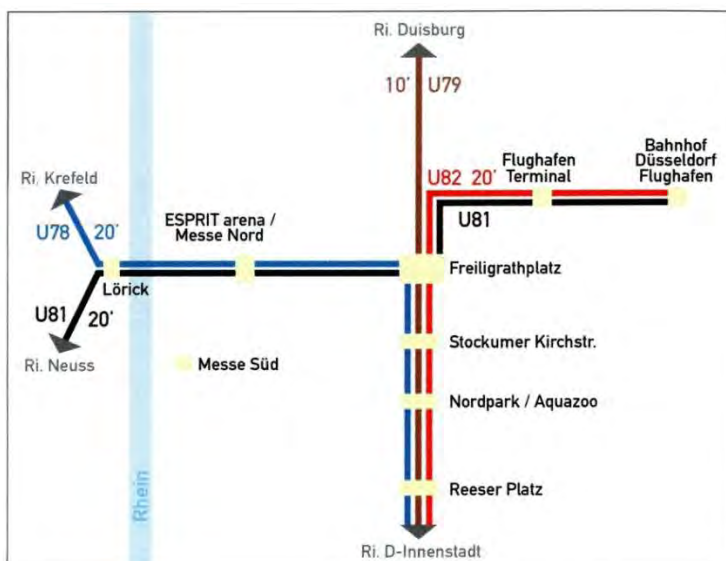 Ri. Duisburg
10' U79
Bahnhof
Düsseldorf
Flughafen
Flughafen
Terminal
Ri. Krefeld
U82 20'
U81
U78 20'
ESPRIT arena /
Messe Nord
Lörick
Freiligrathplatz
U81 20'
Ri. Neuss
Stockumer Kirchstr.
Messe Süd
Nordpark / Aquazoo
Rhein
Reeser Platz
Ri. D-Innenstadt